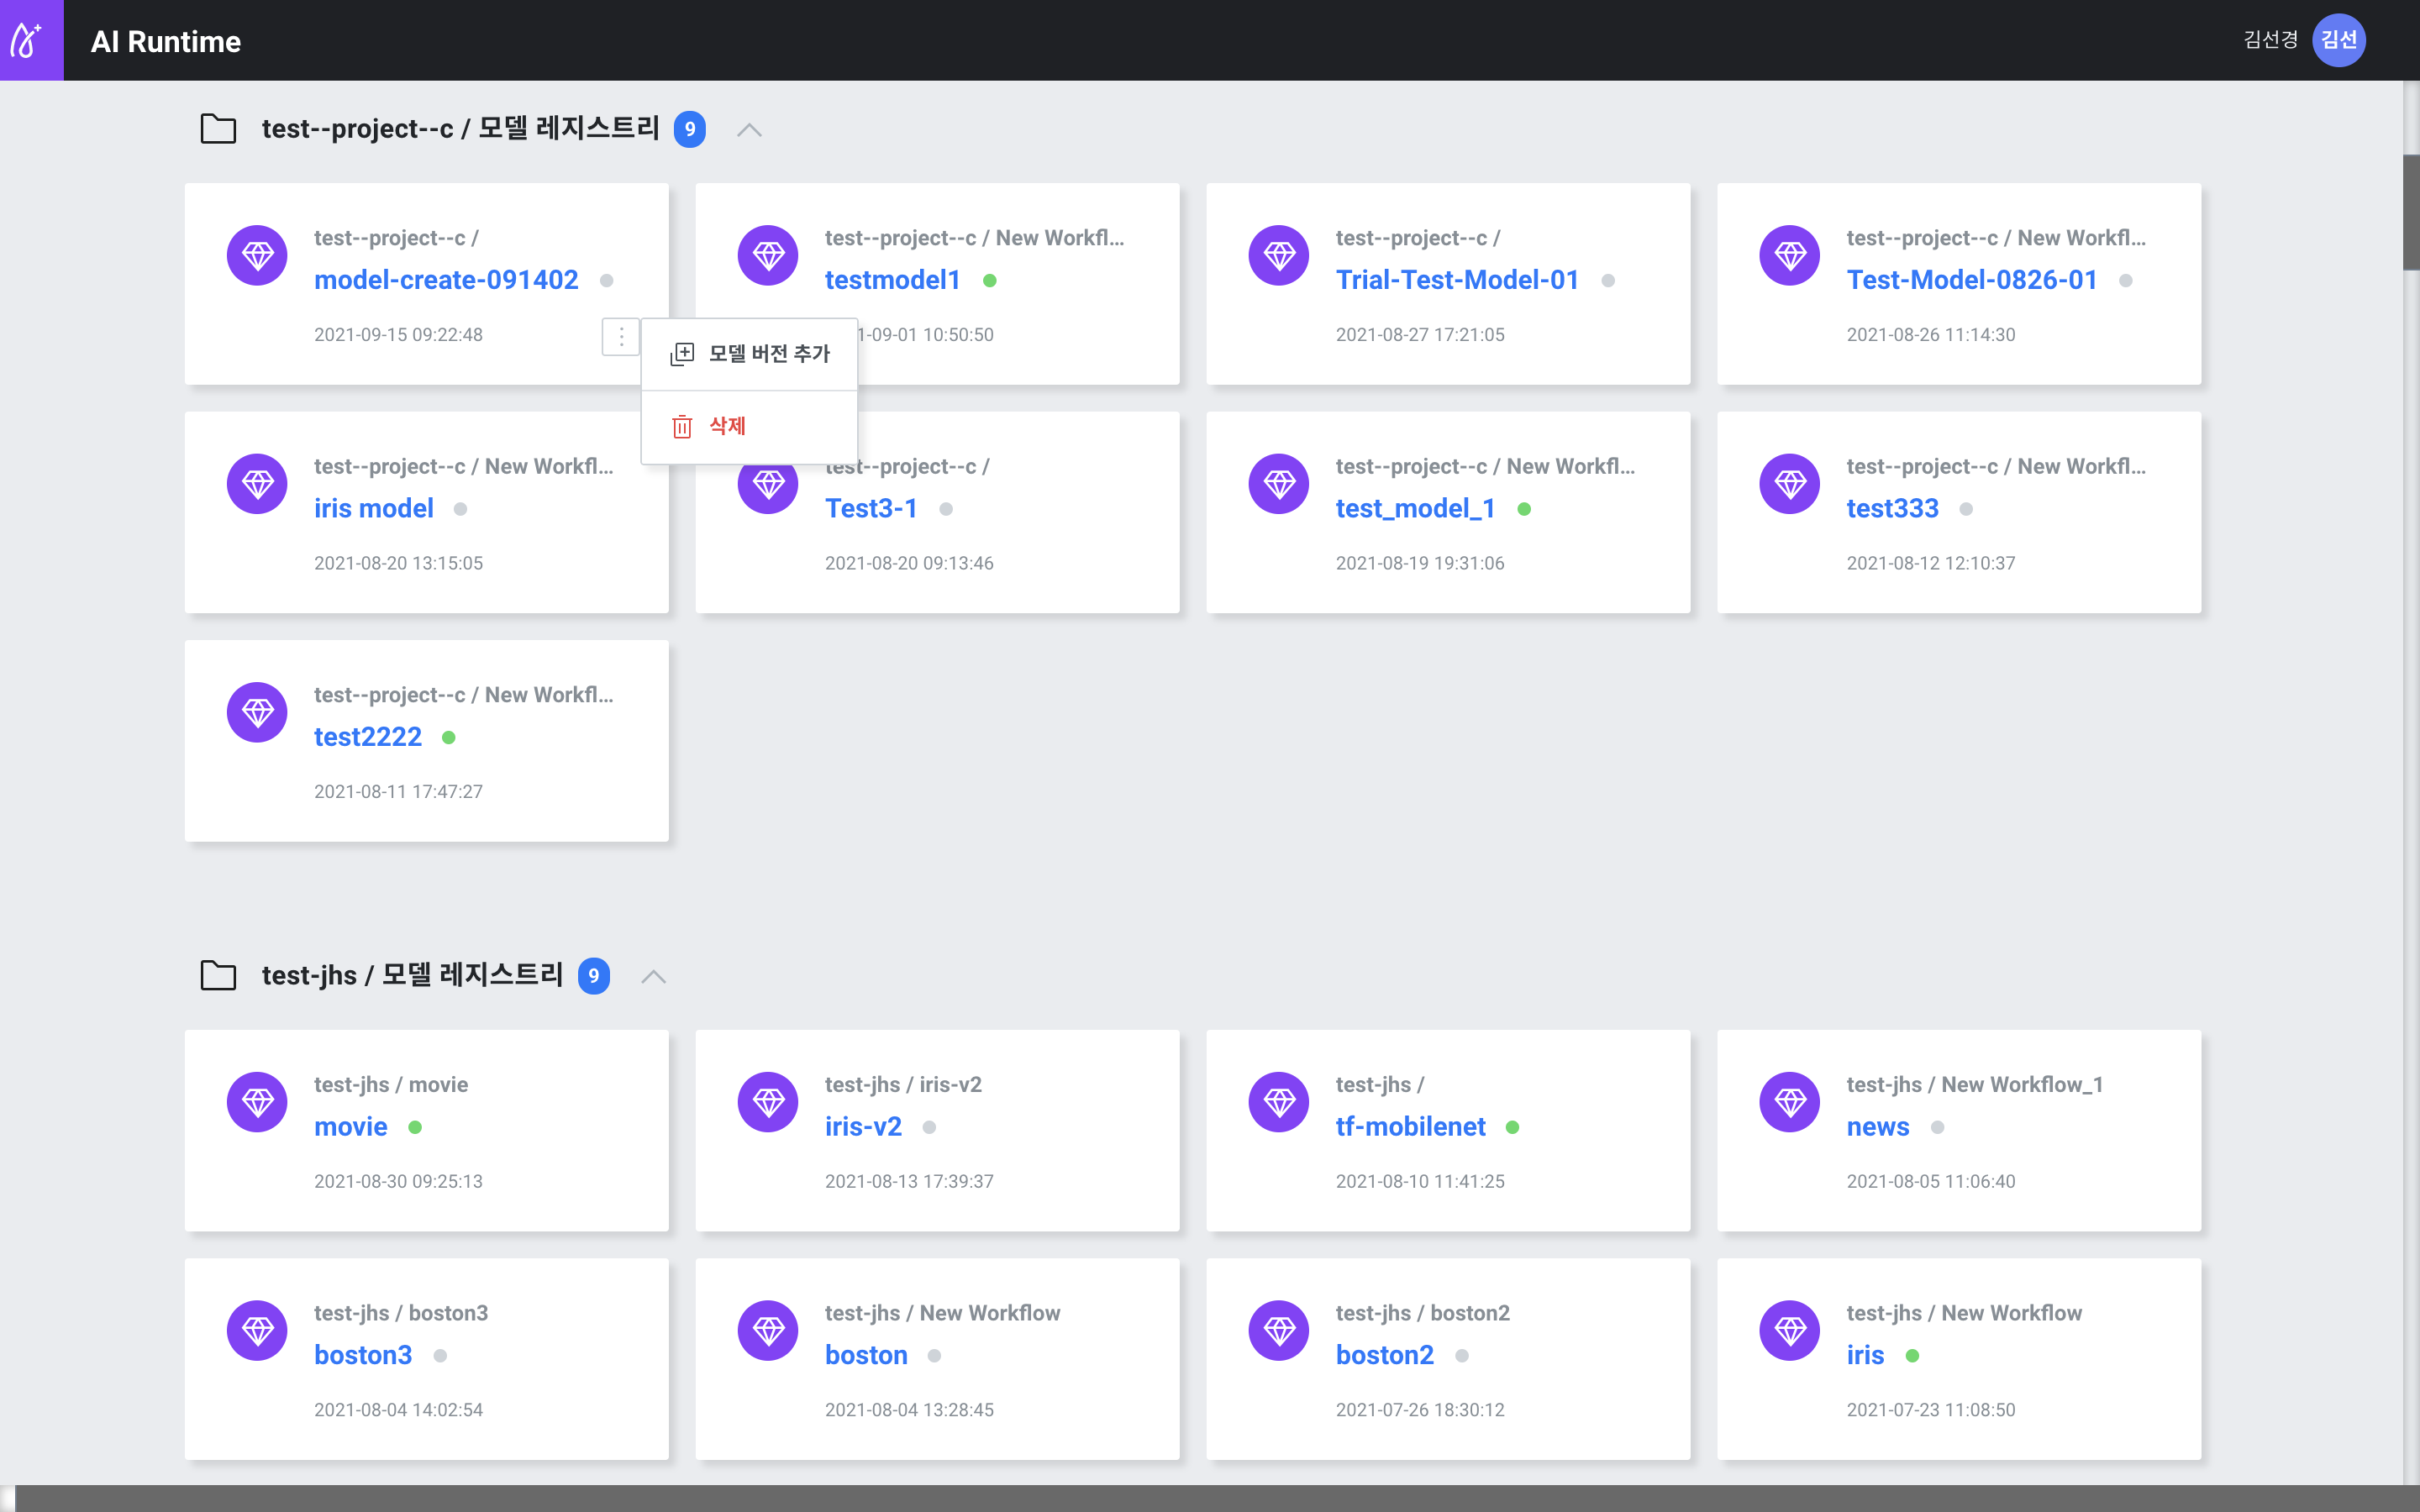 AI Runtime
김선경 김선
test--project--c / 모델 레지스트리 9
test--project--c /
model-create-091402
2021-09-15 09:22:48
모델 버전 추가
삭제
test--project--c / New Workfl...
testmodel1
1-09-01 10:50:50
test--project--c /
Trial-Test-Model-01
2021-08-27 17:21:05
test--project--c / New Workfl...
Test-Model-0826-01
2021-08-26 11:14:30
test--project--c / New Workfl...
iris model
2021-08-20 13:15:05
test--project--c /
Test3-1
2021-08-20 09:13:46
test--project--c / New Workfl...
test_model_1
2021-08-19 19:31:06
test--project--c / New Workfl...
test333
2021-08-12 12:10:37
test--project--c / New Workfl...
test2222
2021-08-11 17:47:27
test-jhs / 모델 레지스트리 9
test-jhs / movie
movie
2021-08-30 09:25:13
test-jhs / iris-v2
iris-v2
2021-08-13 17:39:37
test-jhs /
tf-mobilenet
2021-08-10 11:41:25
test-jhs / New Workflow_1
news
2021-08-05 11:06:40
test-jhs / boston3
boston3
2021-08-04 14:02:54
test-jhs / New Workflow
boston
2021-08-04 13:28:45
test-jhs / boston2
boston2
2021-07-26 18:30:12
test-jhs / New Workflow
iris
2021-07-23 11:08:50